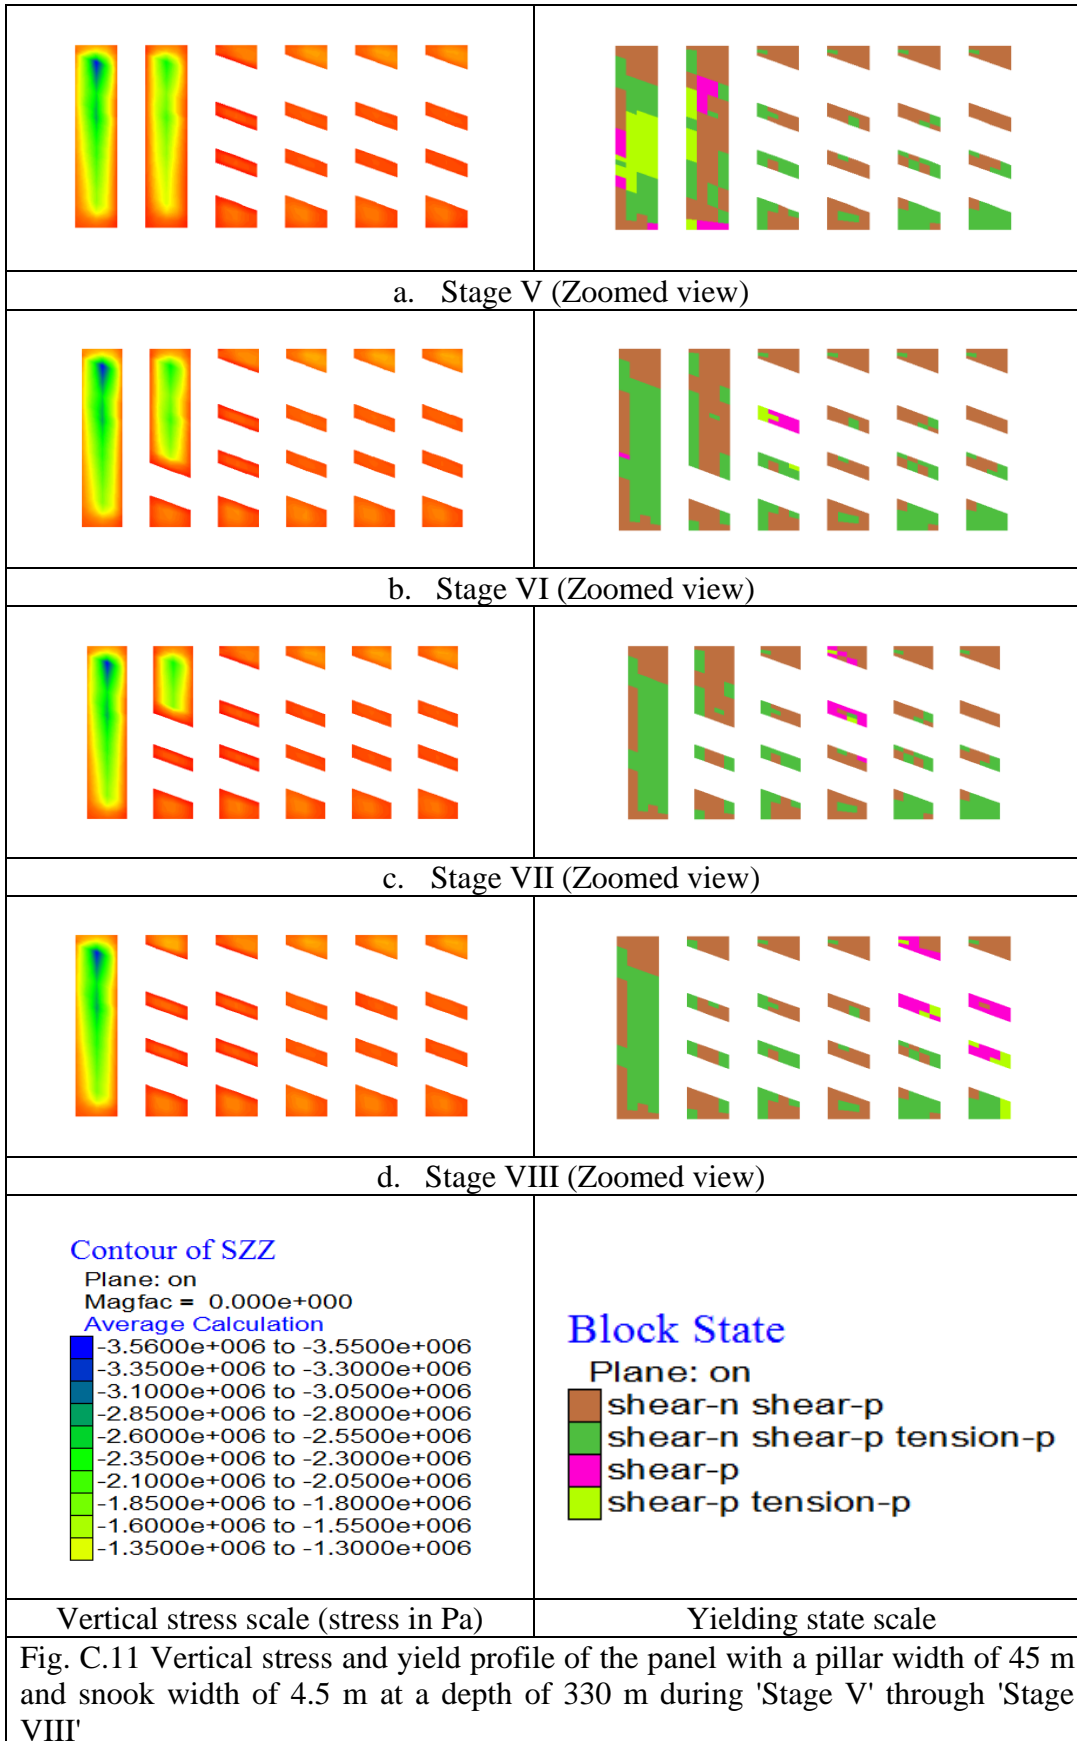 a. Stage V (Zoomed view)
b. Stage VI (Zoomed view)
c. Stage VII (Zoomed view)
d. Stage VIII (Zoomed view)
Contour of SZZ
Plane: on
Magfac = 0.000e+000
Average Calculation
-3.5600e+006 to -3.5500e+006
-3.3500e+006 to -3.3000e+006
-3.1000e+006 to -3.0500e+006
-2.8500e+006 to -2.8000e+006
-2.6000e+006 to -2.5500e+006
-2.3500e+006 to -2.3000e+006
-2.1000e+006 to -2.0500e+006
-1.8500e+006 to -1.8000e+006
-1.6000e+006 to -1.5500e+006
-1.3500e+006 to -1.3000e+006
Block State
Plane: on
shear-n shear-p
shear-n shear-p tension-p
shear-p
shear-p tension-p
Vertical stress scale (stress in Pa)
Yielding state scale
Fig. C.11 Vertical stress and yield profile of the panel with a pillar width of 45 m
and snook width of 4.5 m at a depth of 330 m during 'Stage V' through 'Stage
VIII'